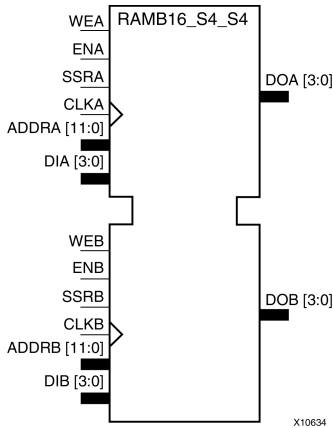 RAMB16_S4_S4
WEA
ENA
SSRA
CLKA
ADDRA [11:0]
DIA [3:0]
DOA [3:0]
WEB
ENB
SSRB
CLKB
ADDRB [11:0]
DIB [3:0]
DOB [3:0]
X10634